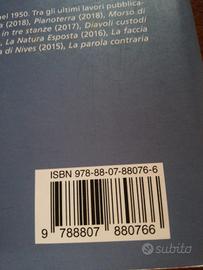 nel 1950. Tra gli ultimi lavori pubblica-
a (2018), Pianoterra (2018), Morso di
in tre stanze (2017), Diavoli custodi
, La Natura Esposta (2016), La faccia
a di Nives (2015), La parola contraria
ISBN 978-88-07-88076-6
9 788807 880766
subito